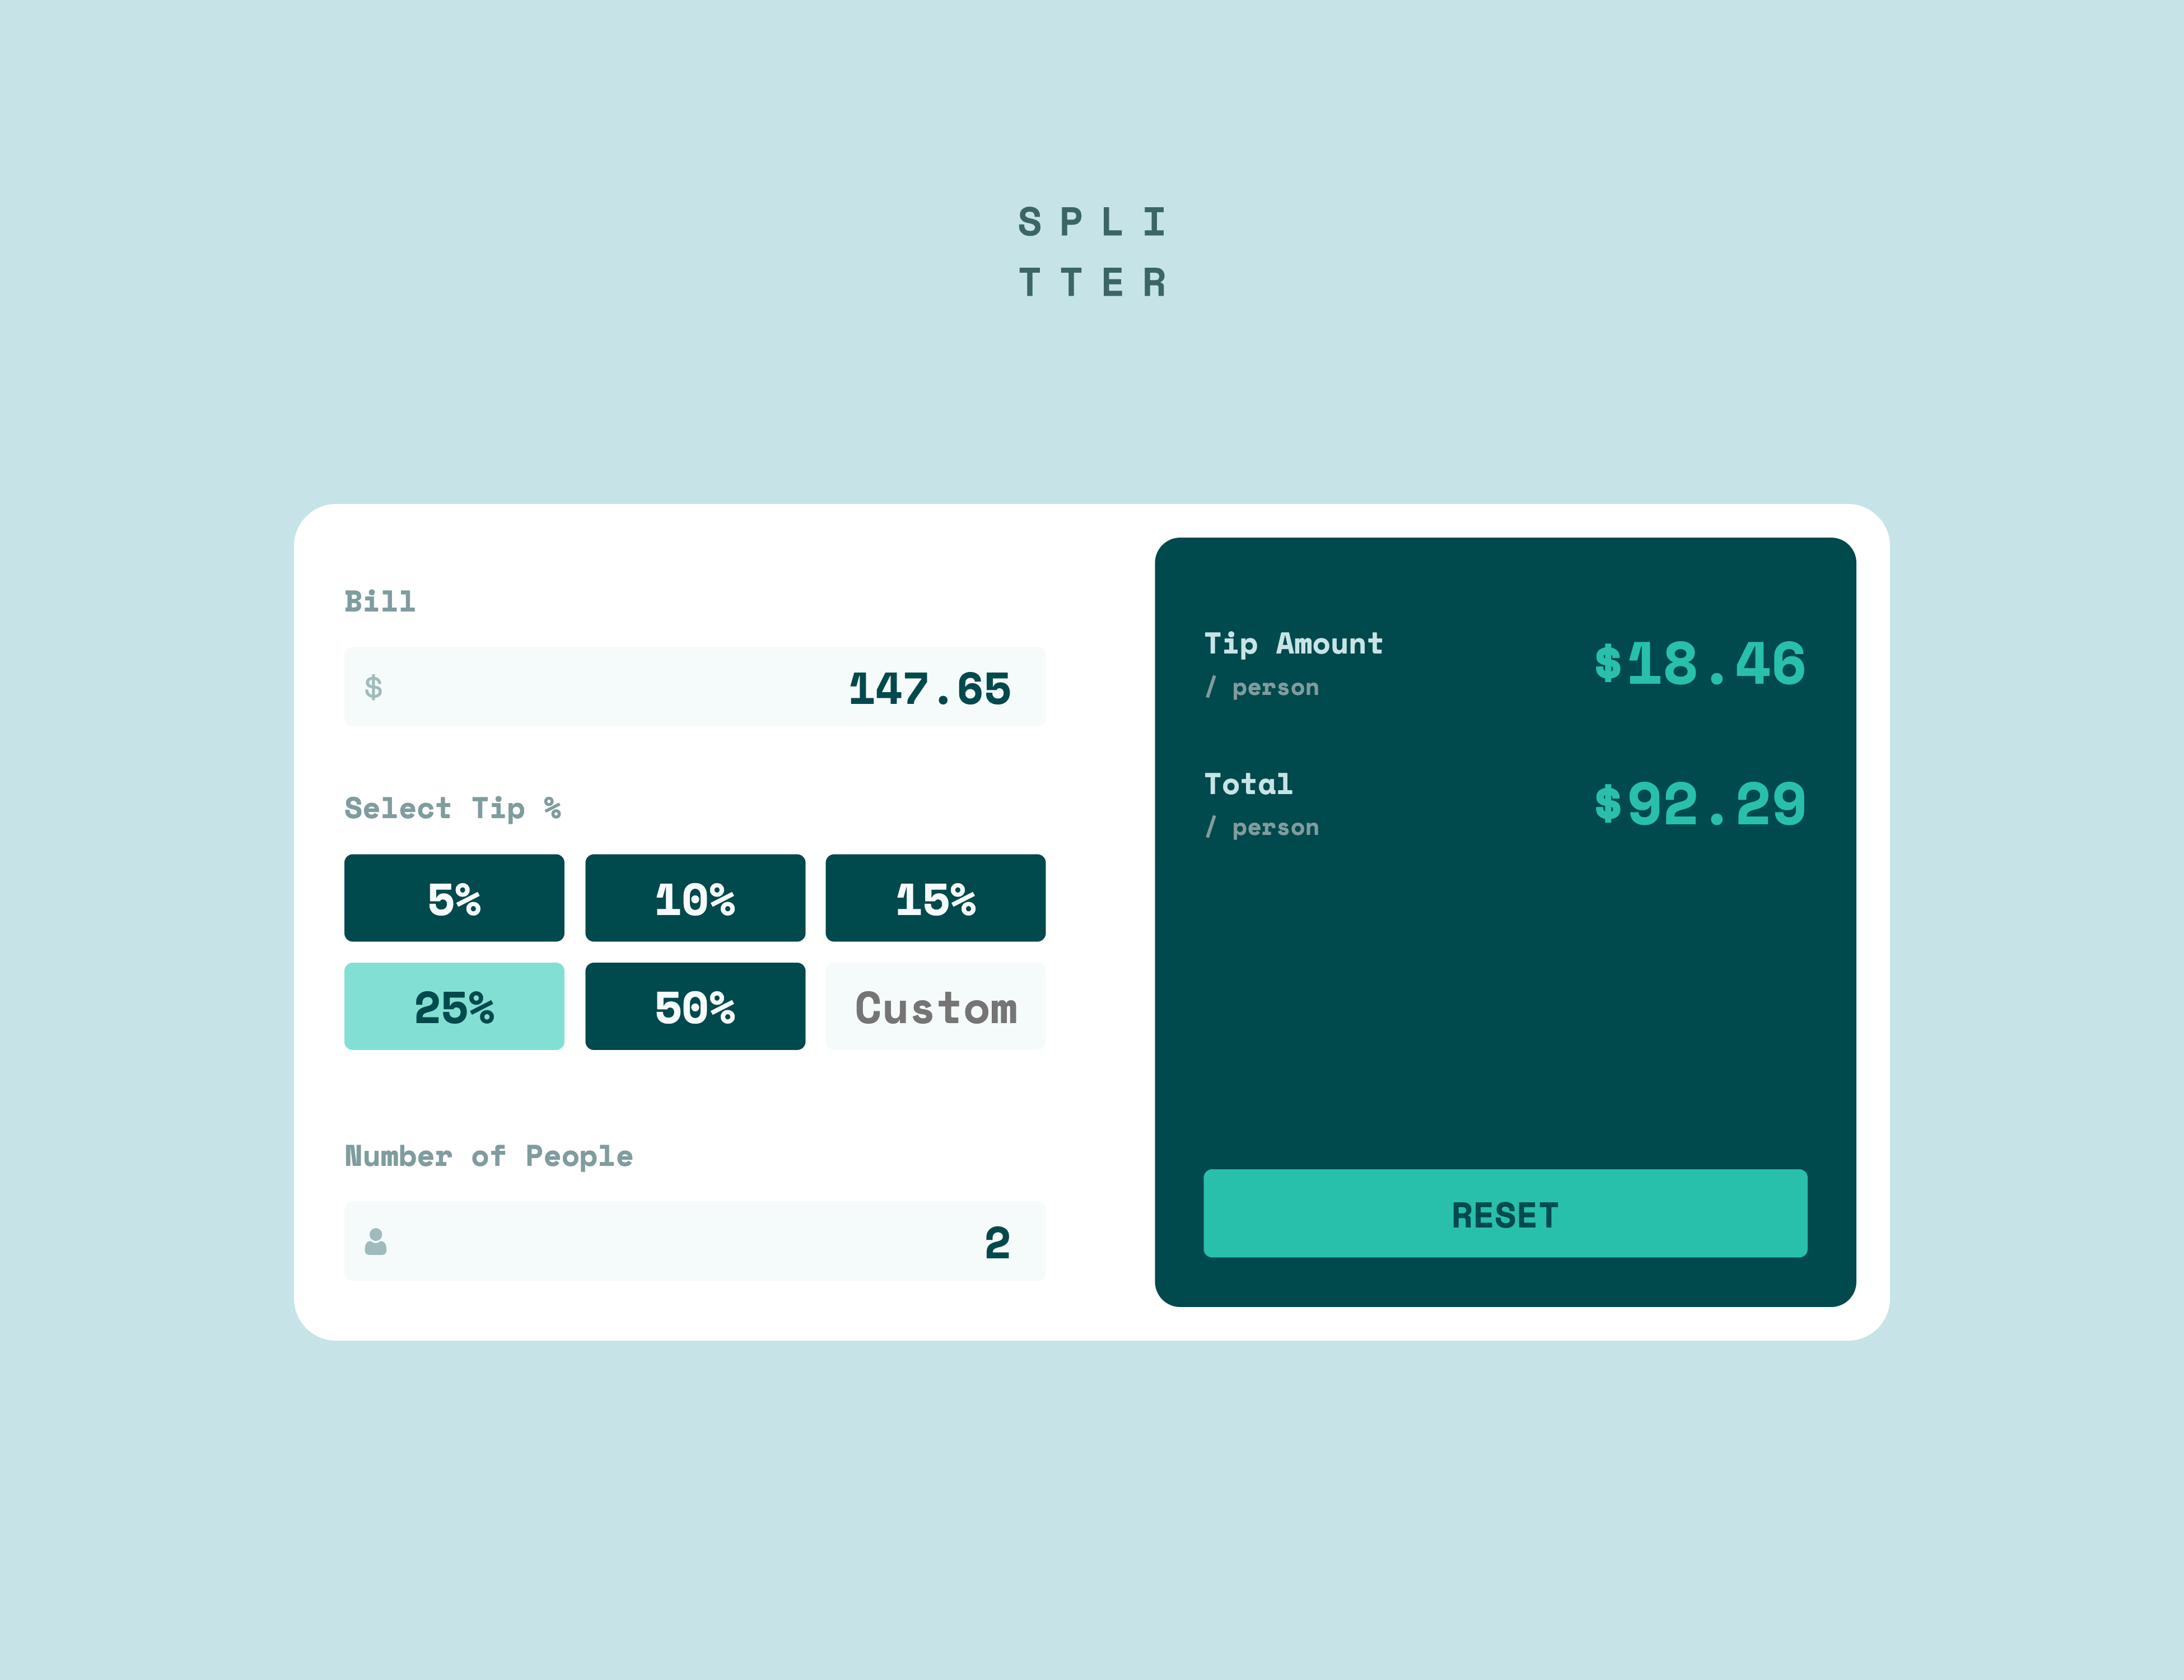 SPLI
TTER
Bill
$
147.65
Select Tip %
5%
10%
15%
25%
50%
Custom
Number of People
2
Tip Amount
/ person
$18.46
Total
/ person
$92.29
RESET